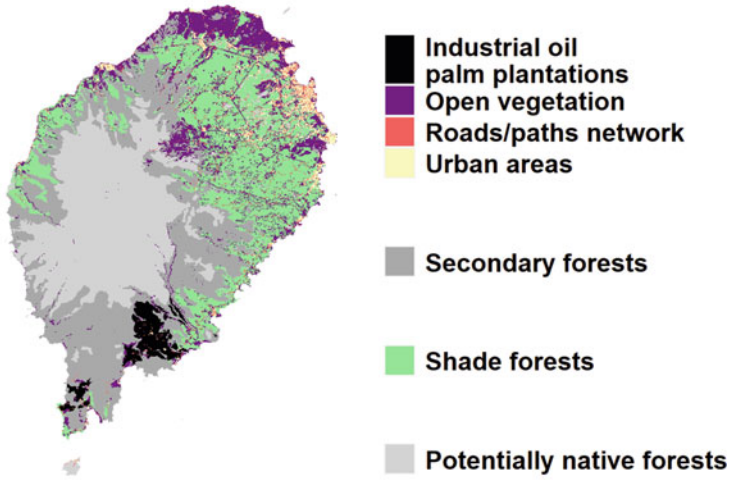 Industrial oil
palm plantations
Open vegetation
Roads/paths network
Urban areas
Secondary forests
Shade forests
Potentially native forests